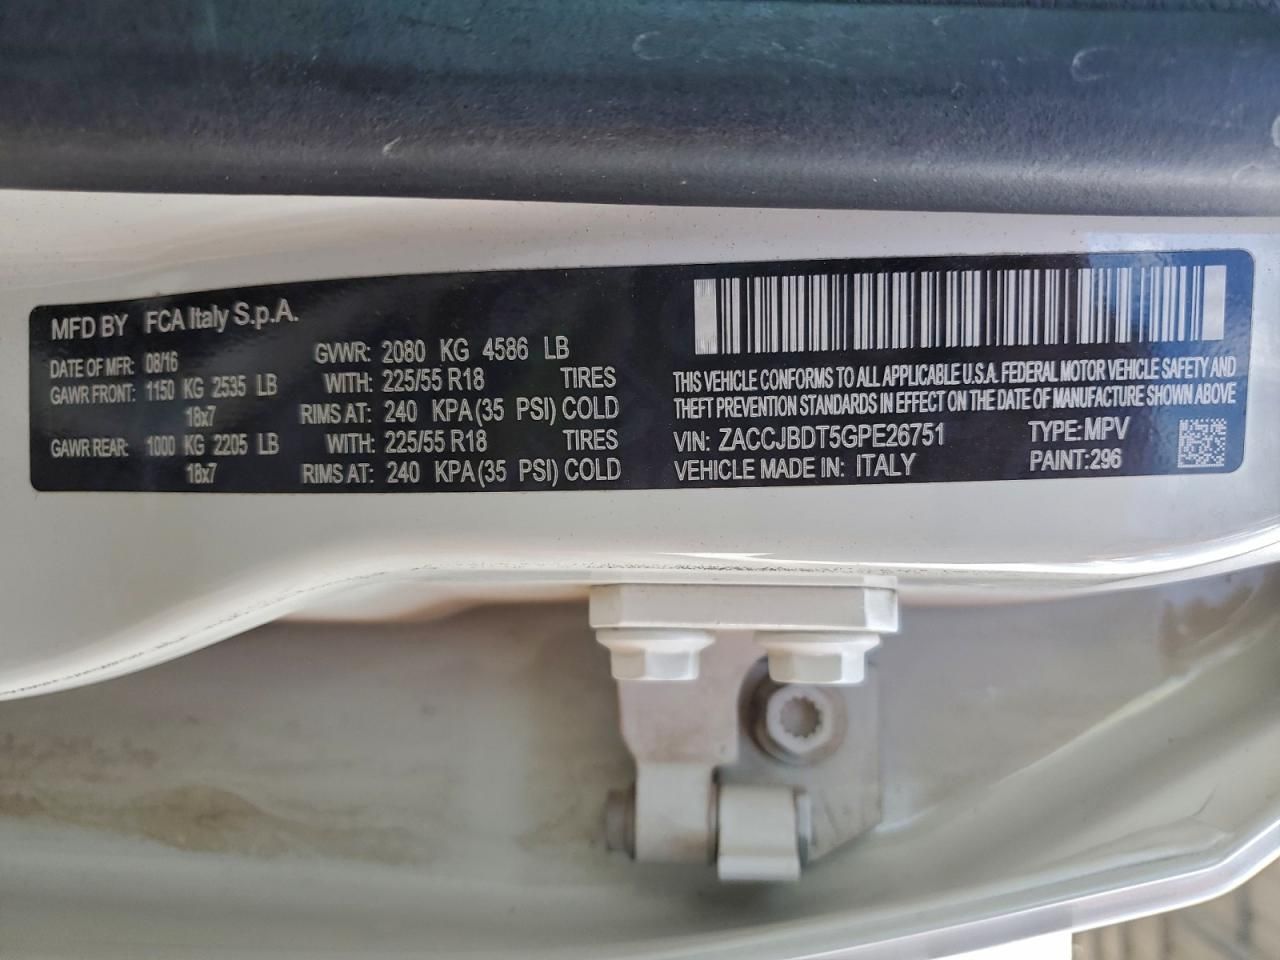 MFD BY FCA Italy S.p.A.
DATE OF MFR: 08/16 GVWR: 2080 KG 4586 LB
GAWR FRONT: 1150 KG 2535 LB WITH: 225/55 R18 TIRES
18x7 RIMS AT: 240 KPA(35 PSI) COLD
GAWR REAR: 1000 KG 2205 LB WITH: 225/55 R18 TIRES
18x7 RIMS AT: 240 KPA(35 PSI) COLD
THIS VEHICLE CONFORMS TO ALL APPLICABLE U.S.A. FEDERAL MOTOR VEHICLE SAFETY AND
THEFT PREVENTION STANDARDS IN EFFECT ON THE DATE OF MANUFACTURE SHOWN ABOVE
VIN: ZACCJBDT5GPE26751 TYPE: MPV
VEHICLE MADE IN: ITALY PAINT: 296